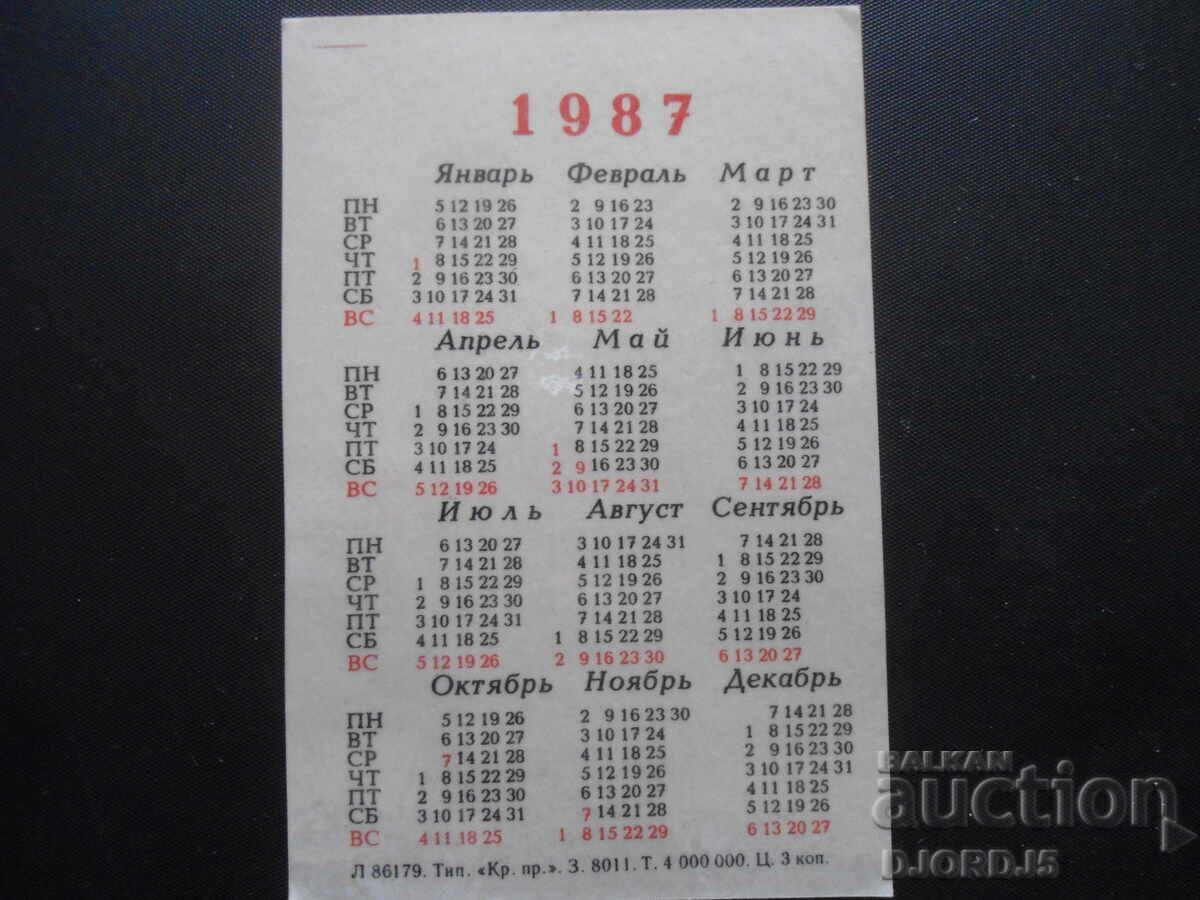 1987
Январь Февраль Март
ПН 5 12 19 26 2 9 16 23 2 9 16 23 30
ВТ 6 13 20 27 3 10 17 24 3 10 17 24 31
СР 7 14 21 28 4 11 18 25 4 11 18 25
ЧТ 1 8 15 22 29 5 12 19 26 5 12 19 26
ПТ 2 9 16 23 30 6 13 20 27 6 13 20 27
СБ 3 10 17 24 31 7 14 21 28 7 14 21 28
ВС 4 11 18 25 1 8 15 22 1 8 15 22 29
Апрель Май Июнь
ПН 6 13 20 27 4 11 18 25 1 8 15 22 29
ВТ 7 14 21 28 5 12 19 26 2 9 16 23 30
СР 1 8 15 22 29 6 13 20 27 3 10 17 24
ЧТ 2 9 16 23 30 7 14 21 28 4 11 18 25
ПТ 3 10 17 24 1 8 15 22 29 5 12 19 26
СБ 4 11 18 25 2 9 16 23 30 6 13 20 27
ВС 5 12 19 26 3 10 17 24 31 7 14 21 28
Июль Август Сентябрь
ПН 6 13 20 27 3 10 17 24 31 7 14 21 28
ВТ 7 14 21 28 4 11 18 25 1 8 15 22 29
СР 1 8 15 22 29 5 12 19 26 2 9 16 23 30
ЧТ 2 9 16 23 30 6 13 20 27 3 10 17 24
ПТ 3 10 17 24 31 7 14 21 28 4 11 18 25
СБ 4 11 18 25 1 8 15 22 29 5 12 19 26
ВС 5 12 19 26 2 9 16 23 30 6 13 20 27
Октябрь Ноябрь Декабрь
ПН 5 12 19 26 2 9 16 23 30 7 14 21 28
ВТ 6 13 20 27 3 10 17 24 1 8 15 22 29
СР 7 14 21 28 4 11 18 25 2 9 16 23 30
ЧТ 1 8 15 22 29 5 12 19 26 3 10 17 24 31
ПТ 2 9 16 23 30 6 13 20 27 4 11 18 25
СБ 3 10 17 24 31 7 14 21 28 5 12 19 26
ВС 4 11 18 25 1 8 15 22 29 6 13 20 27
Л 86179. Тип. «Кр. пр.». З. 8011. Т. 4 000 000. Ц. 3 коп.
BALKAN
auction
DJORDJ5